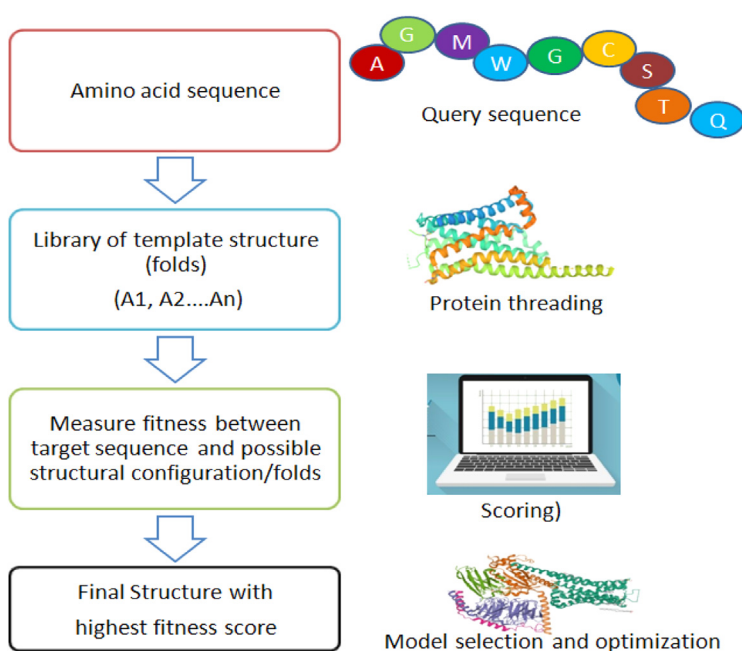 A
G
M
W
G
C
S
T
Q
Amino acid sequence
Query sequence
Library of template structure
(folds)
(A1, A2....An)
Protein threading
Measure fitness between
target sequence and possible
structural configuration/folds
Scoring)
Final Structure with
highest fitness score
Model selection and optimization